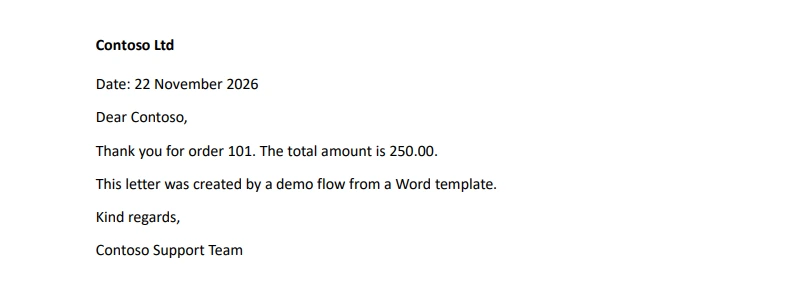 Contoso Ltd
Date: 22 November 2026
Dear Contoso,
Thank you for order 101. The total amount is 250.00.
This letter was created by a demo flow from a Word template.
Kind regards,
Contoso Support Team